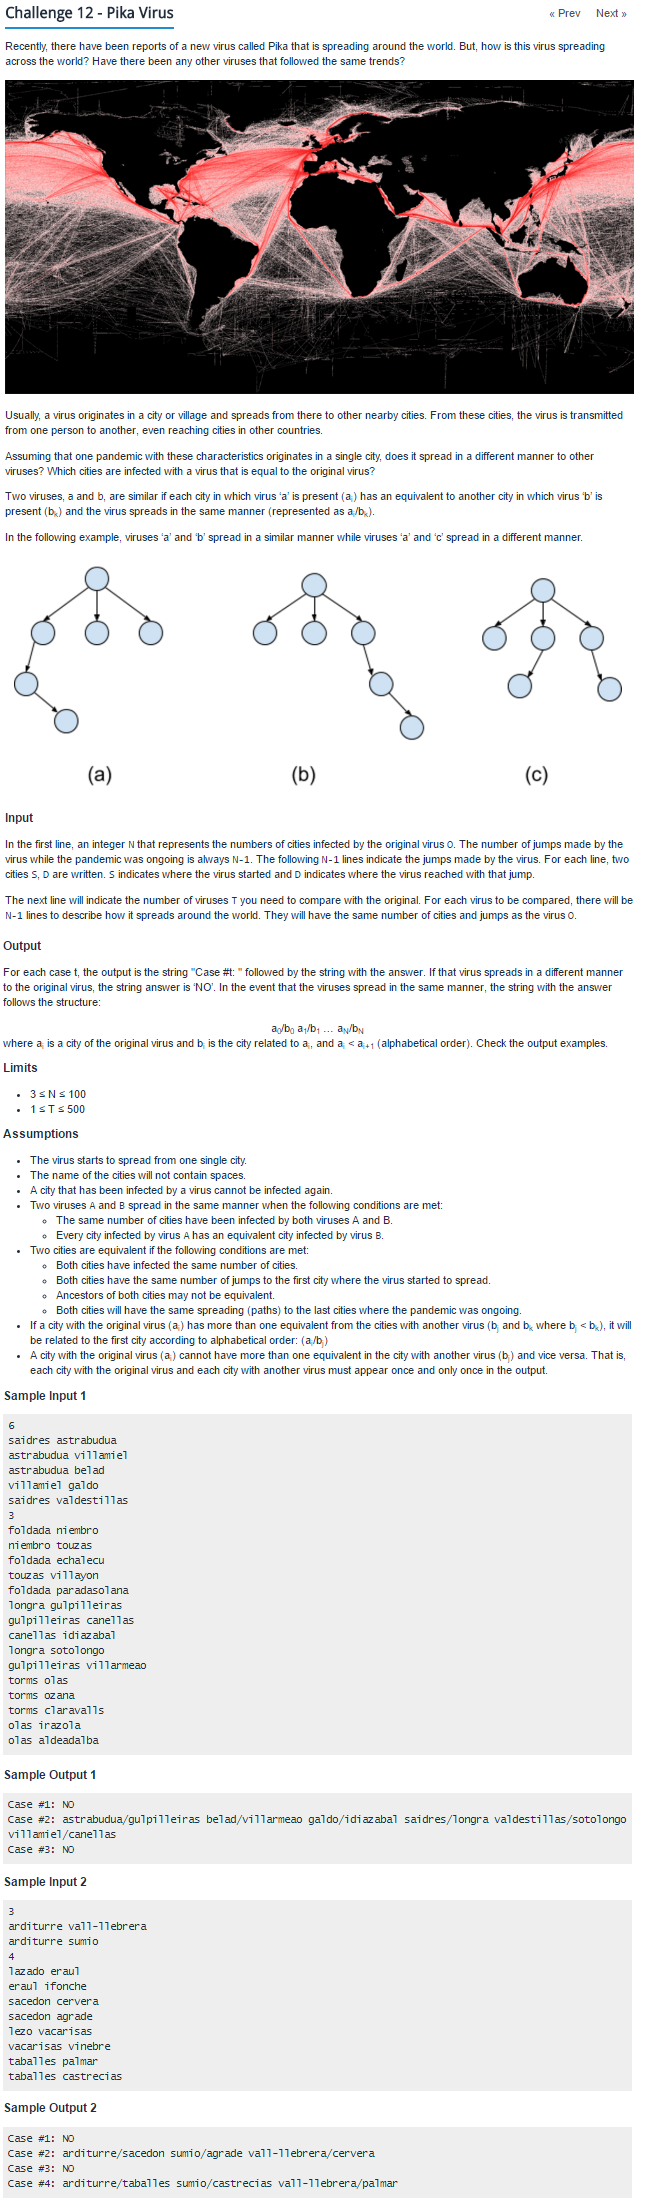 Challenge 12 - Pika Virus
« Prev Next »
Recently, there have been reports of a new virus called Pika that is spreading around the world. But, how is this virus spreading
across the world? Have there been any other viruses that followed the same trends?
Usually, a virus originates in a city or village and spreads from there to other nearby cities. From these cities, the virus is transmitted
from one person to another, even reaching cities in other countries.
Assuming that one pandemic with these characteristics originates in a single city, does it spread in a different manner to other
viruses? Which cities are infected with a virus that is equal to the original virus?
Two viruses, a and b, are similar if each city in which virus 'a' is present (ai) has an equivalent to another city in which virus 'b' is
present (bk) and the virus spreads in the same manner (represented as ai/bk).
In the following example, viruses 'a' and 'b' spread in a similar manner while viruses 'a' and 'c' spread in a different manner.
(a) (b) (c)
Input
In the first line, an integer N that represents the numbers of cities infected by the original virus O. The number of jumps made by the
virus while the pandemic was ongoing is always N-1. The following N-1 lines indicate the jumps made by the virus. For each line, two
cities S, D are written. S indicates where the virus started and D indicates where the virus reached with that jump.
The next line will indicate the number of viruses T you need to compare with the original. For each virus to be compared, there will be
N-1 lines to describe how it spreads around the world. They will have the same number of cities and jumps as the virus O.
Output
For each case t, the output is the string "Case #t: " followed by the string with the answer. If that virus spreads in a different manner
to the original virus, the string answer is 'NO'. In the event that the viruses spread in the same manner, the string with the answer
follows the structure:
a0/b0 a1/b1 ... aN/bN
where ai is a city of the original virus and bi is the city related to ai, and ai < ai+1 (alphabetical order). Check the output examples.
Limits
• 3 ≤ N ≤ 100
• 1 ≤ T ≤ 500
Assumptions
• The virus starts to spread from one single city.
• The name of the cities will not contain spaces.
• A city that has been infected by a virus cannot be infected again.
• Two viruses A and B spread in the same manner when the following conditions are met:
◦ The same number of cities have been infected by both viruses A and B.
◦ Every city infected by virus A has an equivalent city infected by virus B.
• Two cities are equivalent if the following conditions are met:
◦ Both cities have infected the same number of cities.
◦ Both cities have the same number of jumps to the first city where the virus started to spread.
◦ Ancestors of both cities may not be equivalent.
◦ Both cities will have the same spreading (paths) to the last cities where the pandemic was ongoing.
• If a city with the original virus (ai) has more than one equivalent from the cities with another virus (bj and bk where bj < bk), it will
be related to the first city according to alphabetical order: (ai/bj)
• A city with the original virus (ai) cannot have more than one equivalent in the city with another virus (bj) and vice versa. That is,
each city with the original virus and each city with another virus must appear once and only once in the output.
Sample Input 1
6
saidres astrabudua
astrabudua villamiel
astrabudua belad
villamiel galdo
saidres valdestillas
3
foldada niembro
niembro touzas
foldada echalecu
touzas villayon
foldada paradasolana
longra gulpilleiras
gulpilleiras canellas
canellas idiazabal
longra sotolongo
gulpilleiras villarmeao
torms olas
torms ozana
torms claravalls
olas irazola
olas aldeadalba
Sample Output 1
Case #1: NO
Case #2: astrabudua/gulpilleiras belad/villarmeao galdo/idiazabal saidres/longra valdestillas/sotolongo
villamiel/canellas
Case #3: NO
Sample Input 2
3
arditurre vall-llebrera
arditurre sumio
4
lazado eraul
eraul ifonche
sacedon cervera
sacedon agrade
lezo vacarisas
vacarisas vinebre
taballes palmar
taballes castrecias
Sample Output 2
Case #1: NO
Case #2: arditurre/sacedon sumio/agrade vall-llebrera/cervera
Case #3: NO
Case #4: arditurre/taballes sumio/castrecias vall-llebrera/palmar